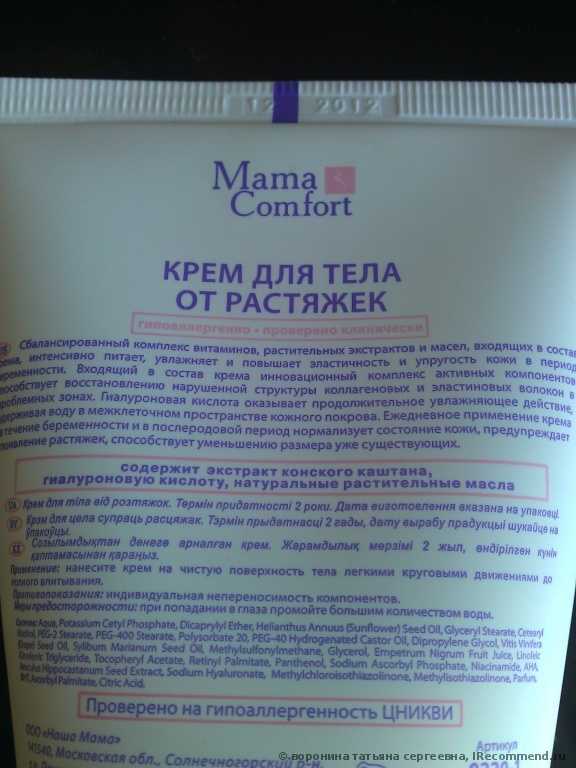 12 2012
Mama
Comfort
КРЕМ ДЛЯ ТЕЛА
ОТ РАСТЯЖЕК
гипоаллергенно • проверено клинически
Сбалансированный комплекс витаминов, растительных экстрактов и масел, входящих в состав
интенсивно питает, увлажняет и повышает эластичность и упругость кожи в период
Входящий в состав крема инновационный комплекс активных компонентов
восстановлению нарушенной структуры коллагеновых и эластиновых волокон в
зонах. Гиалуроновая кислота оказывает продолжительное увлажняющее действие,
воду в межклеточном пространстве кожного покрова. Ежедневное применение крема
в течение беременности и в послеродовой период нормализует состояние кожи, предупреждает
появление растяжек, способствует уменьшению размера уже существующих.
содержит экстракт конского каштана,
гиалуроновую кислоту, натуральные растительные масла
UA Крем для тіла від розтяжок. Термін придатності 2 роки. Дата виготовлення вказана на упаковці.
BY Крэм для цела супраць расцяжак. Тэрмін прыдатнасці 2 гады, дату вырабу прадукцыі шукайце на
ўпакоўцы.
KZ Созылымдықтан денеге арналған крем. Жарамдылық мерзімі 2 жыл, өндірілген күнін
қаптамасынан қараңыз.
Применение: нанесите крем на чистую поверхность тела легкими круговыми движениями до
полного впитывания.
Противопоказания: индивидуальная непереносимость компонентов.
Меры предосторожности: при попадании в глаза промойте большим количеством воды.
Aqua, Potassium Cetyl Phosphate, Dicaprylyl Ether, Helianthus Annuus (Sunflower) Seed Oil, Glyceryl Stearate, Cetearyl
Alcohol, PEG-2 Stearate, PEG-400 Stearate, Polysorbate 20, PEG-40 Hydrogenated Castor Oil, Dipropylene Glycol, Vitis Vinifera
(Grape) Seed Oil, Sylibum Marianum Seed Oil, Methylsulfonylmethane, Glycerol, Empetrum Nigrum Fruit Juice, Linoleic
Triglyceride, Tocopheryl Acetate, Retinyl Palmitate, Panthenol, Sodium Ascorbyl Phosphate, Niacinamide, AHA,
Aesculus Hippocastanum Seed Extract, Sodium Hyaluronate, Methylchloroisothiazolinone, Methylisothiazolinone, Parfum,
BHT, Ascorbyl Palmitate, Citric Acid.
Проверено на гипоаллергенность ЦНИКВИ
ООО «Наша Мама»
141540, Московская обл., Солнечногорский р-н,
Артикул
© воронина татьяна сергеевна, IRecommend.ru